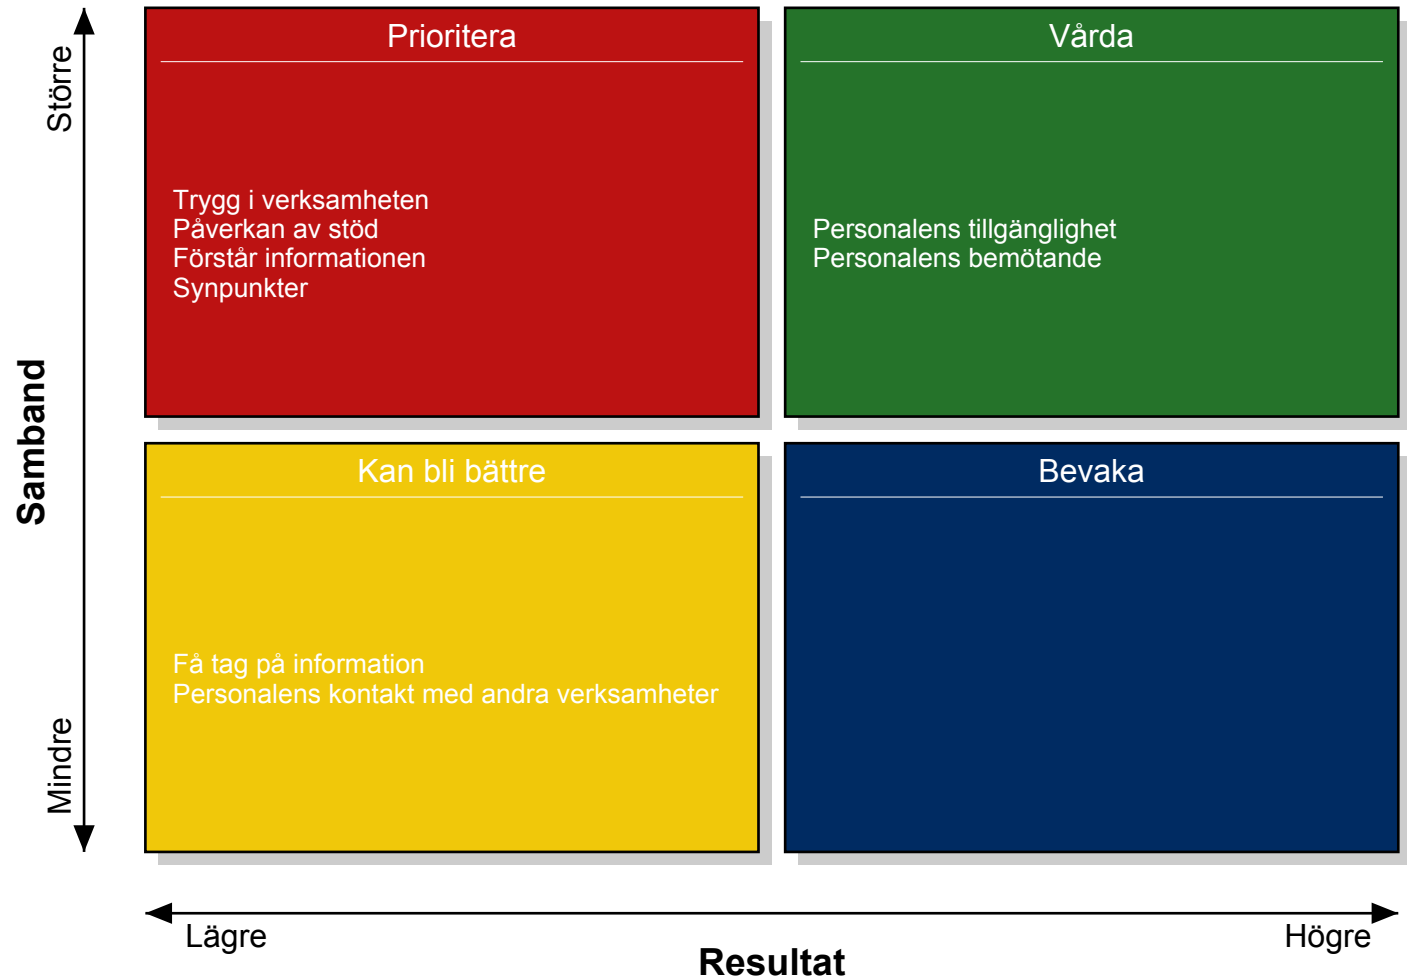 Större
Samband
Mindre
Prioritera
Trygg i verksamheten
Påverkan av stöd
Förstår informationen
Synpunkter
Vårda
Personalens tillgänglighet
Personalens bemötande
Kan bli bättre
Få tag på information
Personalens kontakt med andra verksamheter
Bevaka
Lägre
Resultat
Högre